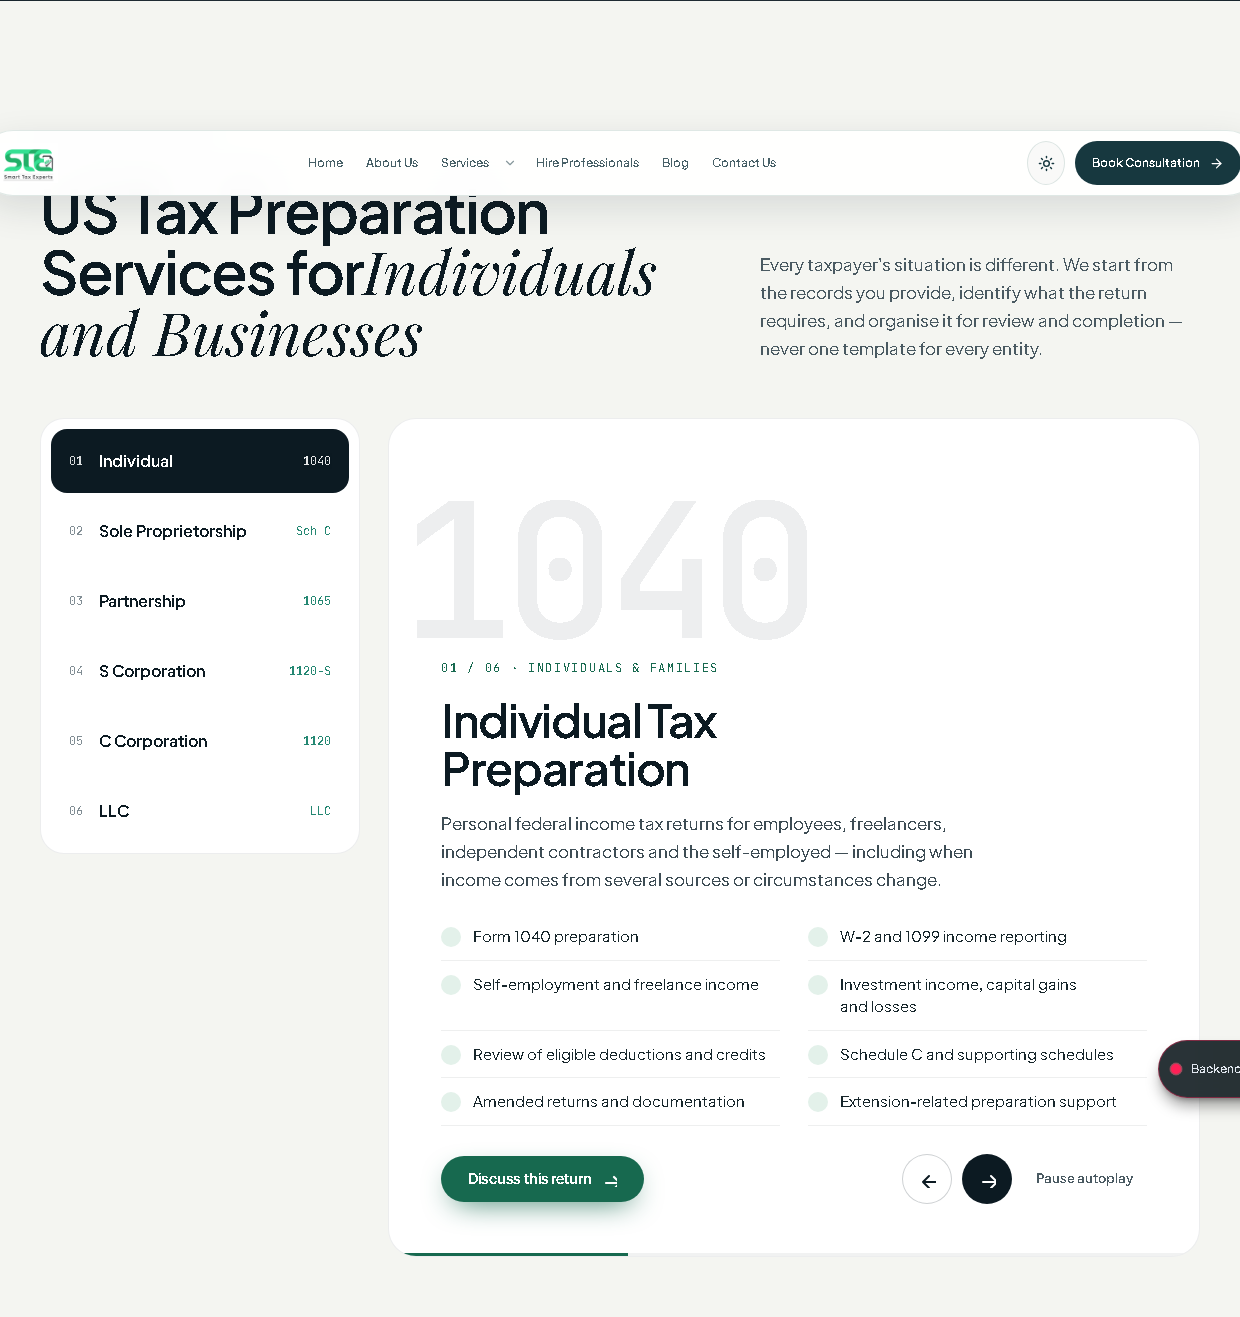 STE
Smart Tax Experts
Home
About Us
Services
Hire Professionals
Blog
Contact Us
Book Consultation
US Tax Preparation
Services for Individuals
and Businesses
Every taxpayer's situation is different. We start from
the records you provide, identify what the return
requires, and organise it for review and completion —
never one template for every entity.
01 Individual 1040
02 Sole Proprietorship Sch C
03 Partnership 1065
04 S Corporation 1120-S
05 C Corporation 1120
06 LLC LLC
1040
01 / 06 · INDIVIDUALS & FAMILIES
Individual Tax
Preparation
Personal federal income tax returns for employees, freelancers,
independent contractors and the self-employed — including when
income comes from several sources or circumstances change.
Form 1040 preparation
W-2 and 1099 income reporting
Self-employment and freelance income
Investment income, capital gains
and losses
Review of eligible deductions and credits
Schedule C and supporting schedules
Amended returns and documentation
Extension-related preparation support
Discuss this return
Pause autoplay